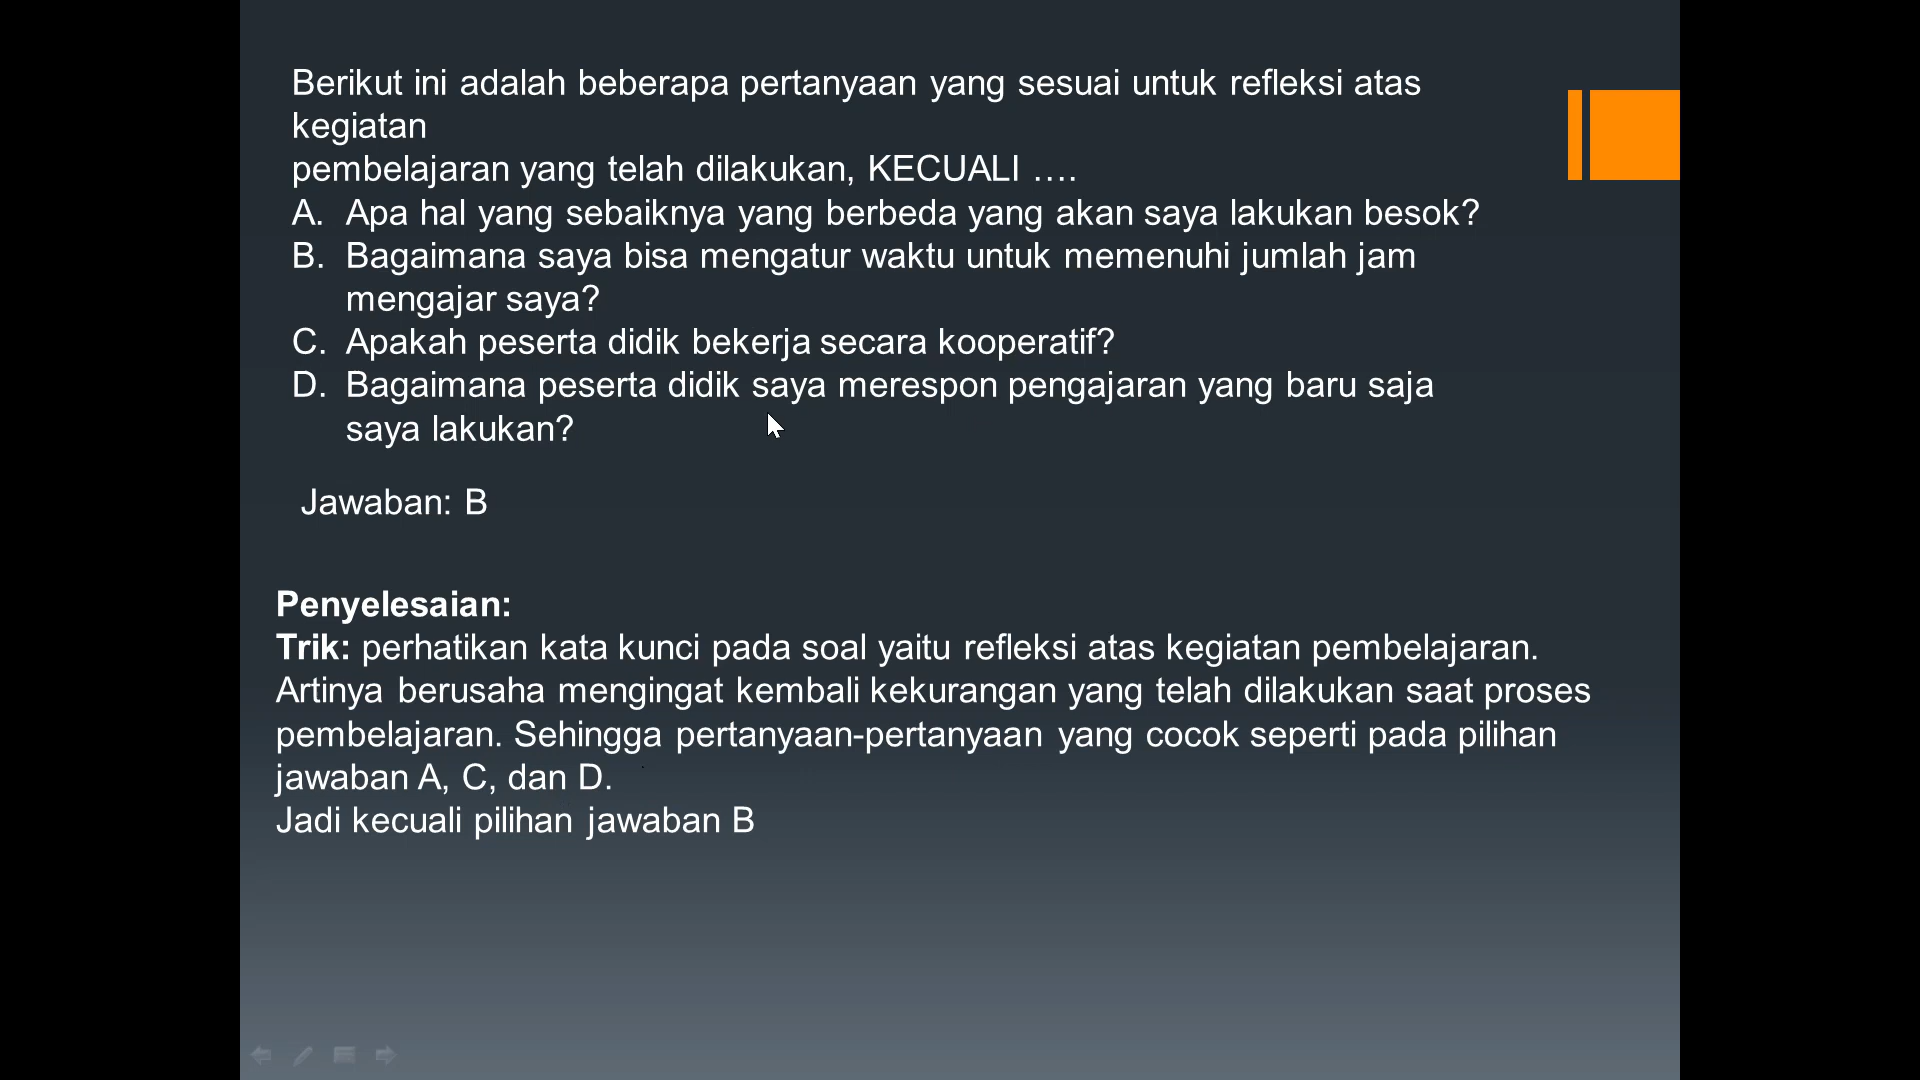 Berikut ini adalah beberapa pertanyaan yang sesuai untuk refleksi atas
kegiatan
pembelajaran yang telah dilakukan, KECUALI ….
A. Apa hal yang sebaiknya yang berbeda yang akan saya lakukan besok?
B. Bagaimana saya bisa mengatur waktu untuk memenuhi jumlah jam
mengajar saya?
C. Apakah peserta didik bekerja secara kooperatif?
D. Bagaimana peserta didik saya merespon pengajaran yang baru saja
saya lakukan?
Jawaban: B
Penyelesaian:
Trik: perhatikan kata kunci pada soal yaitu refleksi atas kegiatan pembelajaran.
Artinya berusaha mengingat kembali kekurangan yang telah dilakukan saat proses
pembelajaran. Sehingga pertanyaan-pertanyaan yang cocok seperti pada pilihan
jawaban A, C, dan D.
Jadi kecuali pilihan jawaban B